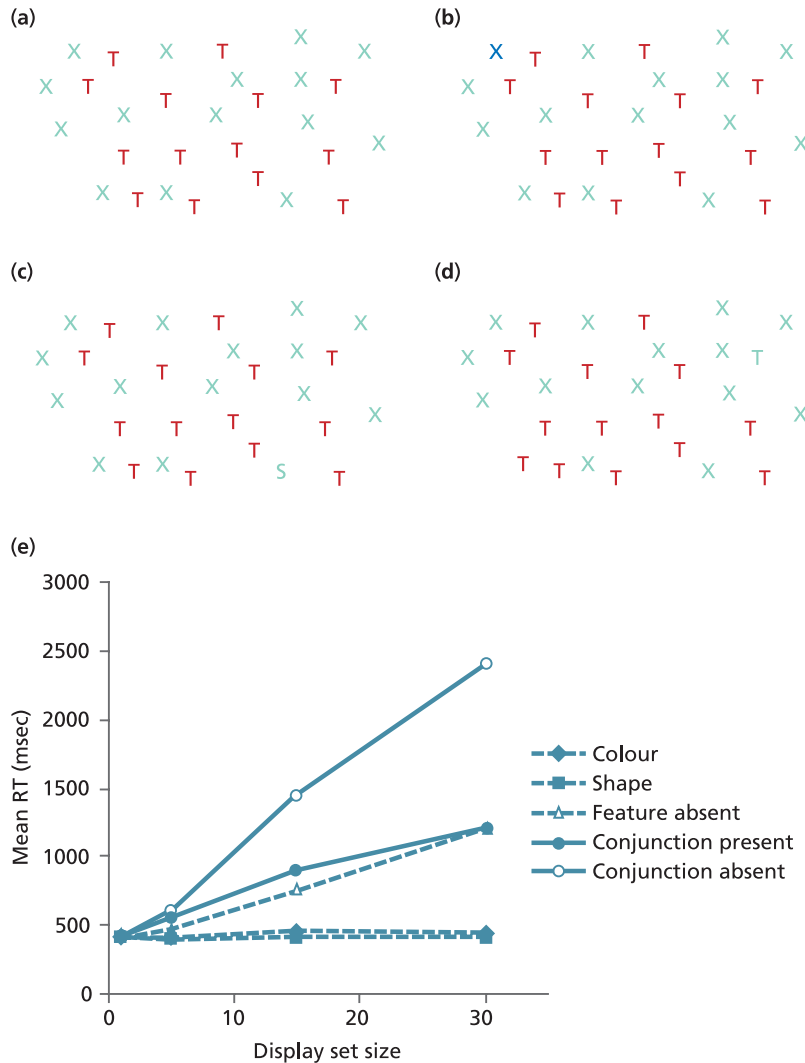 (a)
X
X T X T X
X T X X T
T T
X X X
X X
T T T T
T
X T X T X T
(b)
X
X T X T X
X T X X T
T T
X X X
X X
T T T T
T
X T X T X T
(c)
X
X T X T X
X T X X T
T T
X X X
X X
T T T T
T
X T X T S T
(d)
X
X T X T X
X T X X T
T T
X X X
X X
T T T T
T
T T X T X T
(e)
3000
2500
2000
1500
1000
500
0
Mean RT (msec)
0 10 20 30
Display set size
Colour
Shape
Feature absent
Conjunction present
Conjunction absent